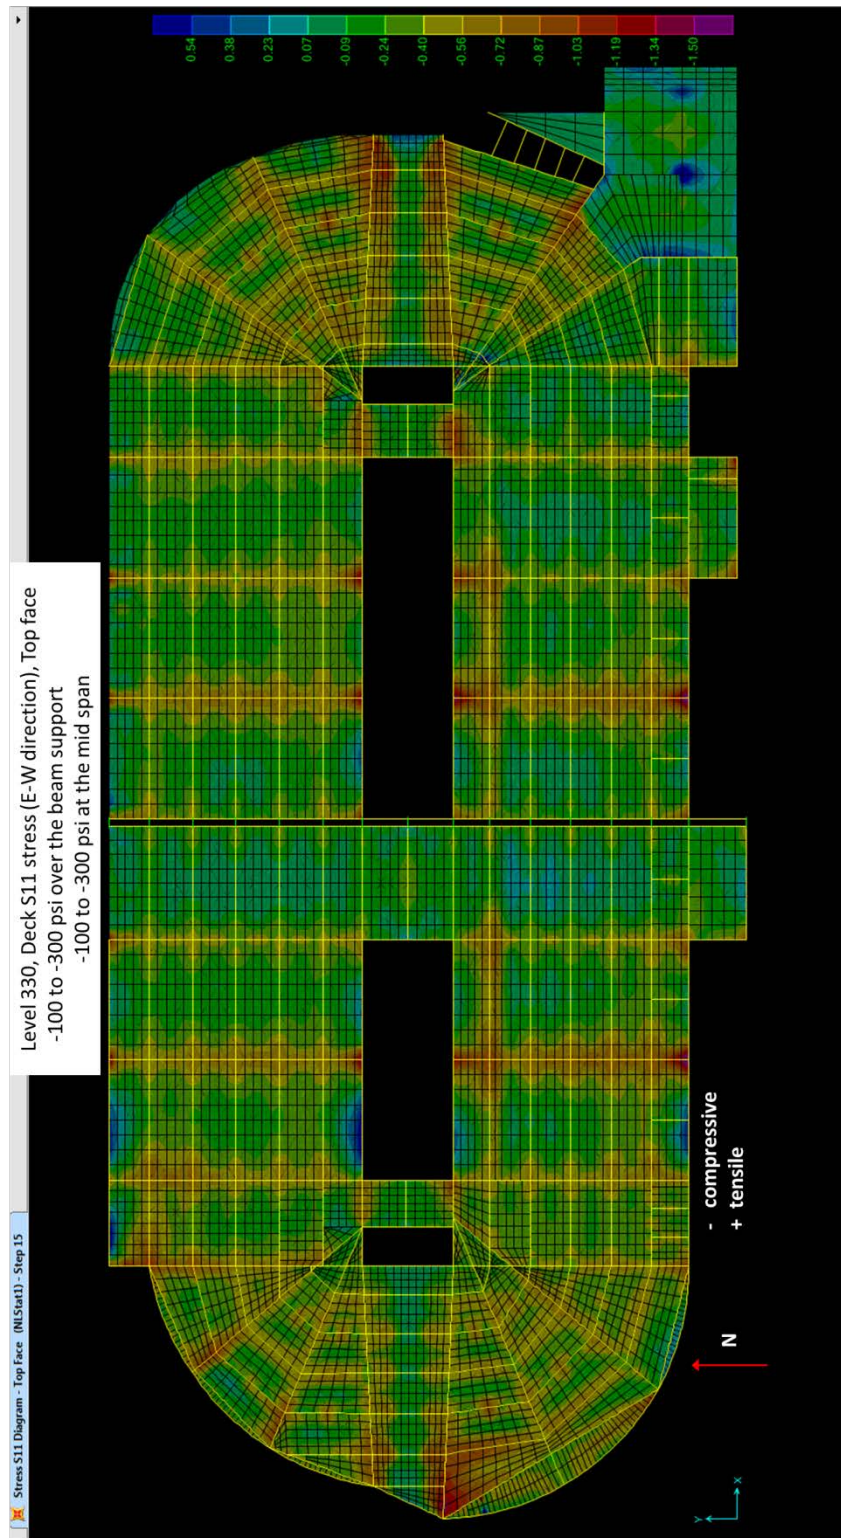 Stress S11 Diagram - Top Face (NLStat1) - Step 15
Level 330, Deck S11 stress (E-W direction), Top face
-100 to -300 psi over the beam support
-100 to -300 psi at the mid span
0.54
0.38
0.23
0.07
-0.09
-0.24
-0.40
-0.56
-0.72
-0.87
-1.03
-1.19
-1.34
-1.50
- compressive
+ tensile
N
Y
X